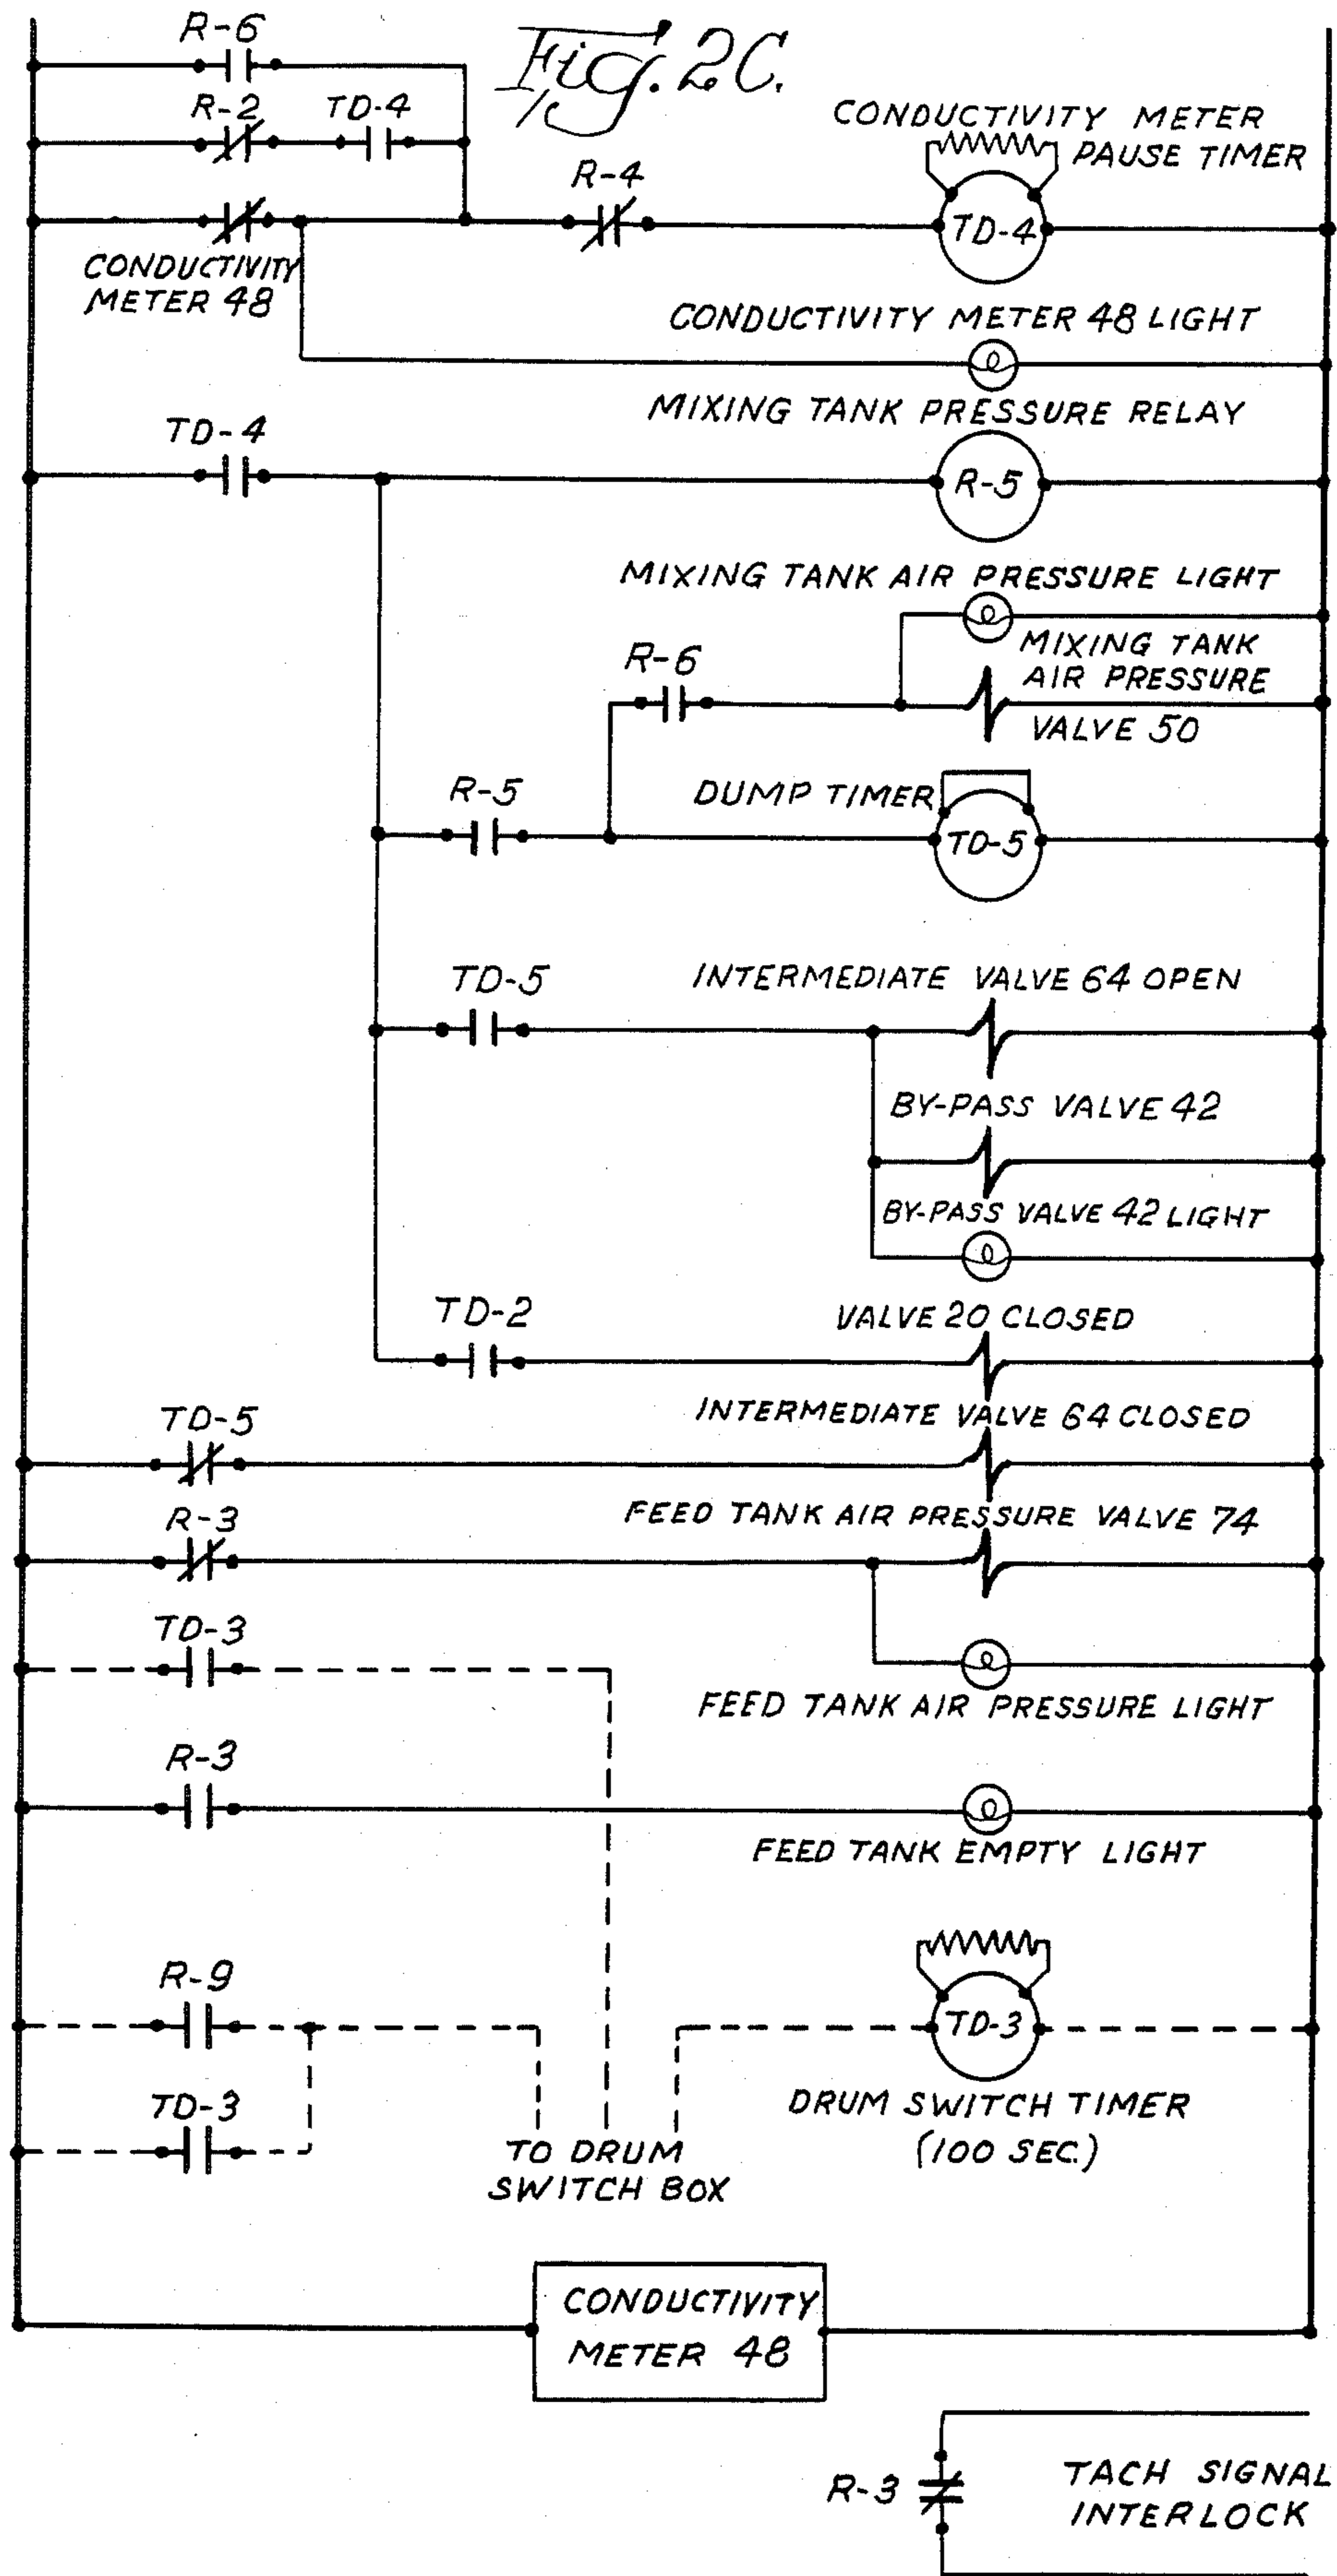 Fig. 2C.
R-6
R-2 TD-4
CONDUCTIVITY METER
PAUSE TIMER
R-4
TD-4
CONDUCTIVITY
METER 48
CONDUCTIVITY METER 48 LIGHT
MIXING TANK PRESSURE RELAY
TD-4
R-5
MIXING TANK AIR PRESSURE LIGHT
MIXING TANK
AIR PRESSURE
VALVE 50
R-6
R-5
DUMP TIMER
TD-5
TD-5
INTERMEDIATE VALVE 64 OPEN
BY-PASS VALVE 42
BY-PASS VALVE 42 LIGHT
TD-2
VALVE 20 CLOSED
TD-5
INTERMEDIATE VALVE 64 CLOSED
R-3
FEED TANK AIR PRESSURE VALVE 74
TD-3
FEED TANK AIR PRESSURE LIGHT
R-3
FEED TANK EMPTY LIGHT
R-9
TD-3
TD-3
DRUM SWITCH TIMER
(100 SEC.)
TO DRUM
SWITCH BOX
CONDUCTIVITY
METER 48
R-3
TACH SIGNAL
INTERLOCK